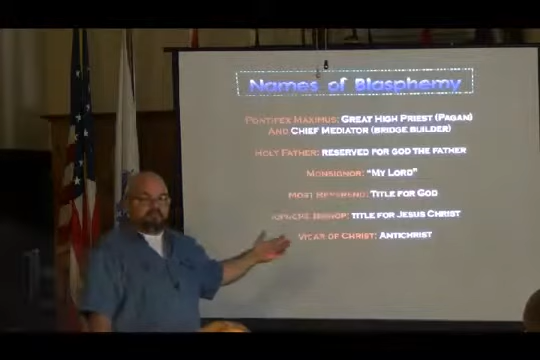 Names of Blasphemy
PONTIFEX MAXIMUS: GREAT HIGH PRIEST (PAGAN)
AND CHIEF MEDIATOR (BRIDGE BUILDER)
HOLY FATHER: RESERVED FOR GOD THE FATHER
MONSIGNOR: "MY LORD"
MOST REVEREND: TITLE FOR GOD
BISHOP: TITLE FOR JESUS CHRIST
VICAR OF CHRIST: ANTICHRIST